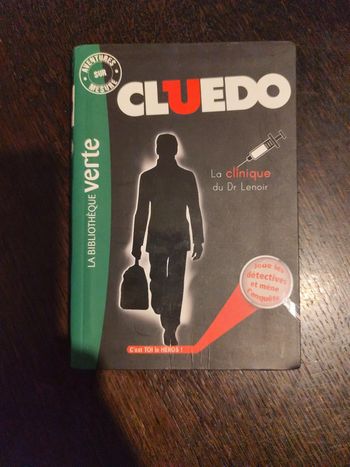 AVENTURES
SUR
MESURE
CLUEDO
La clinique
du Dr Lenoir
LA BIBLIOTHÈQUE verte
Joue les
détectives
et mène
l'enquête
C'est TOI le HÉROS !